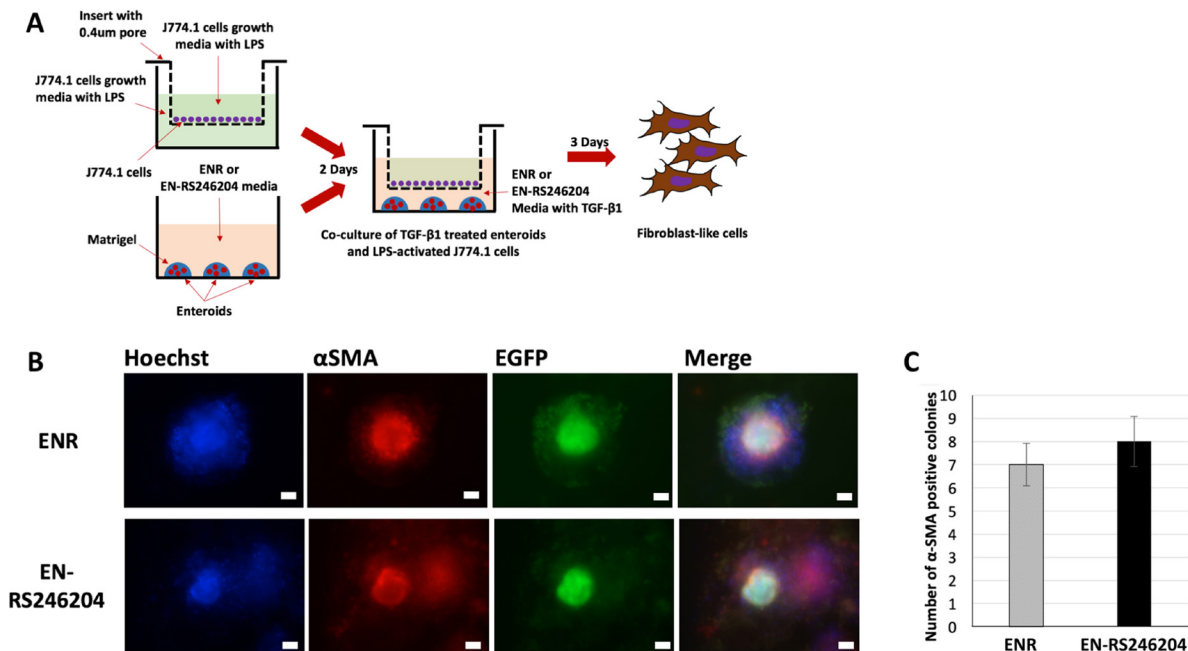 A
Insert with
0.4um pore
J774.1 cells growth
media with LPS
J774.1 cells growth
media with LPS
J774.1 cells
ENR or
EN-RS246204 media
Matrigel
Enteroids
2 Days
ENR or
EN-RS246204
Media with TGF-β1
Co-culture of TGF-β1 treated enteroids
and LPS-activated J774.1 cells
3 Days
Fibroblast-like cells
B
Hoechst αSMA EGFP Merge
ENR
EN-
RS246204
C
Number of α-SMA positive colonies
10
9
8
7
6
5
4
3
2
1
0
ENR EN-RS246204